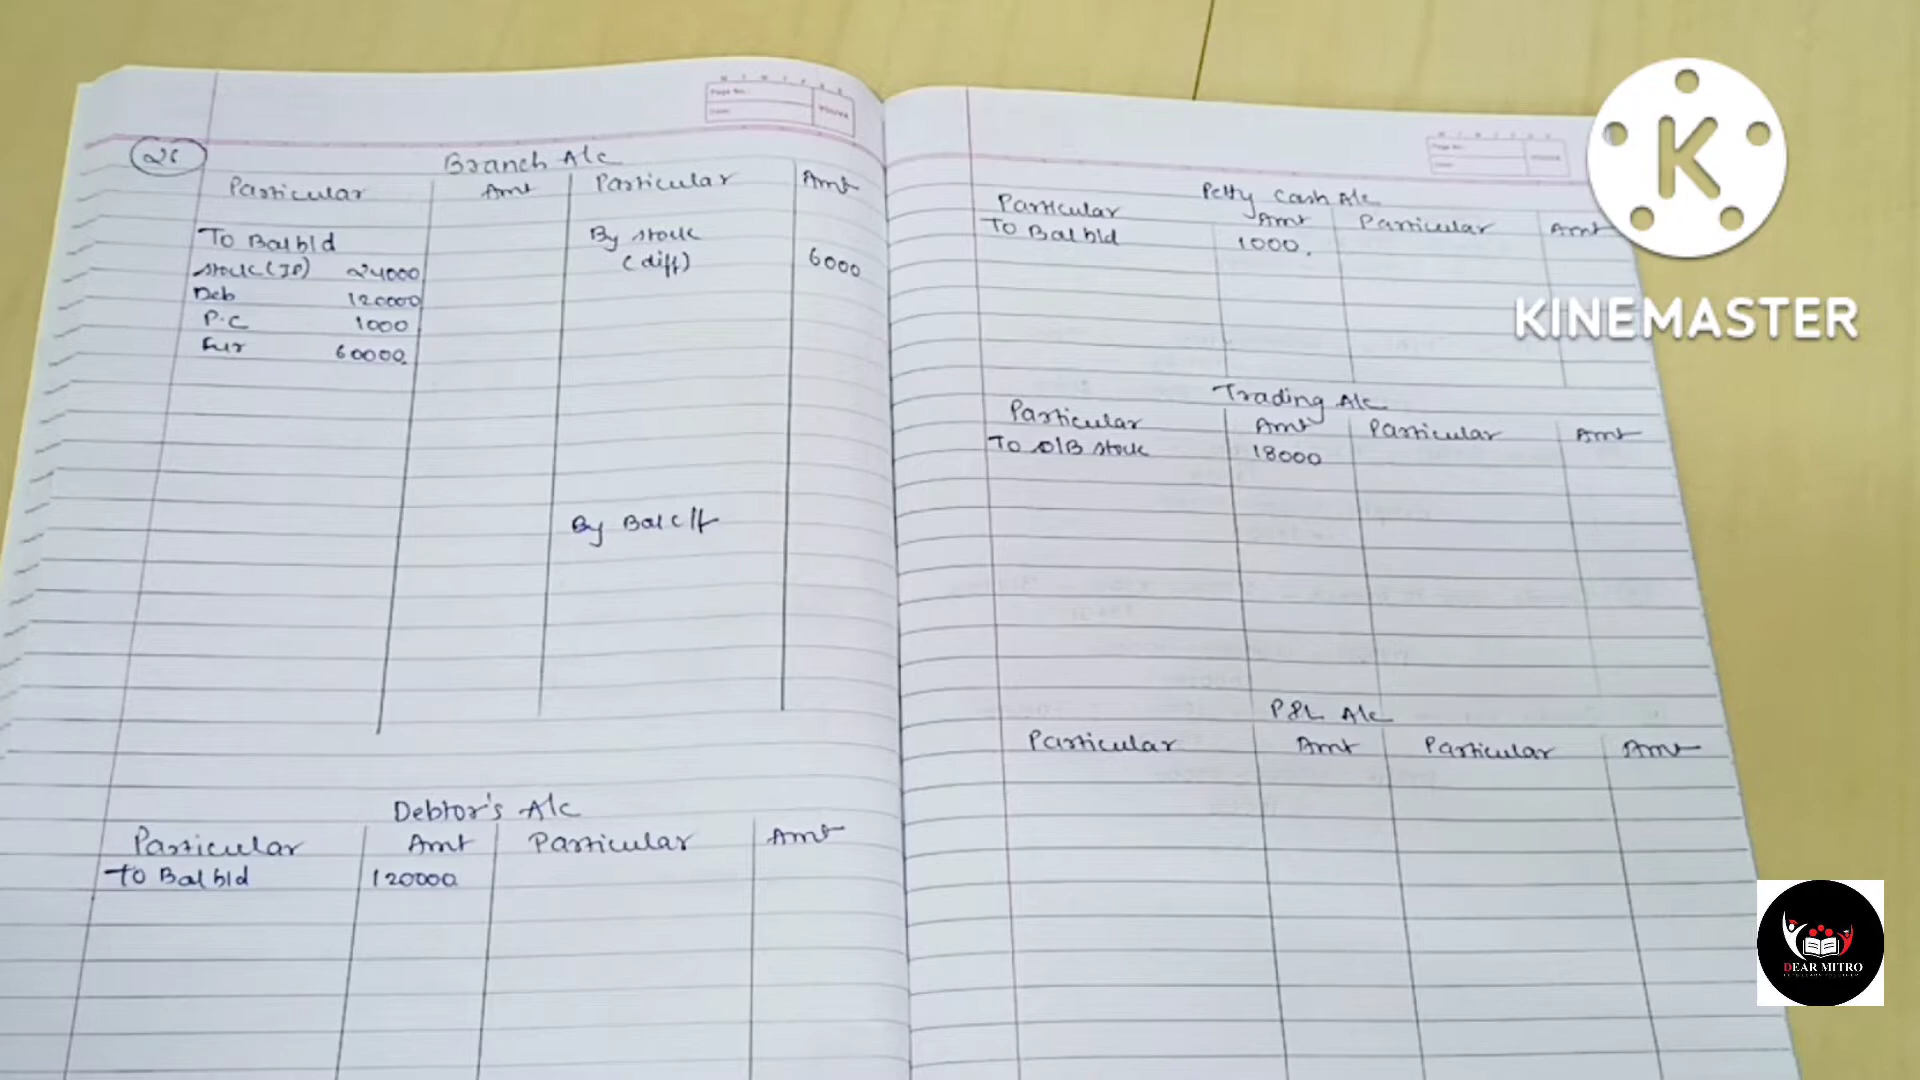 Branch A/c
Particular Amt Particular Amt
To Bal b/d By stock
(diff) 6000
Stock (IP) 24000
Deb 120000
P.C 1000
Fur 60000
By Bal c/f
Debtor's A/c
Particular Amt Particular Amt
To Bal b/d 120000
Petty Cash A/c
Particular Amt Particular Amt
To Bal b/d 1000
Trading A/c
Particular Amt Particular Amt
To O/B stock 18000
P&L A/c
Particular Amt Particular Amt
K
KINEMASTER
DEAR MITRO